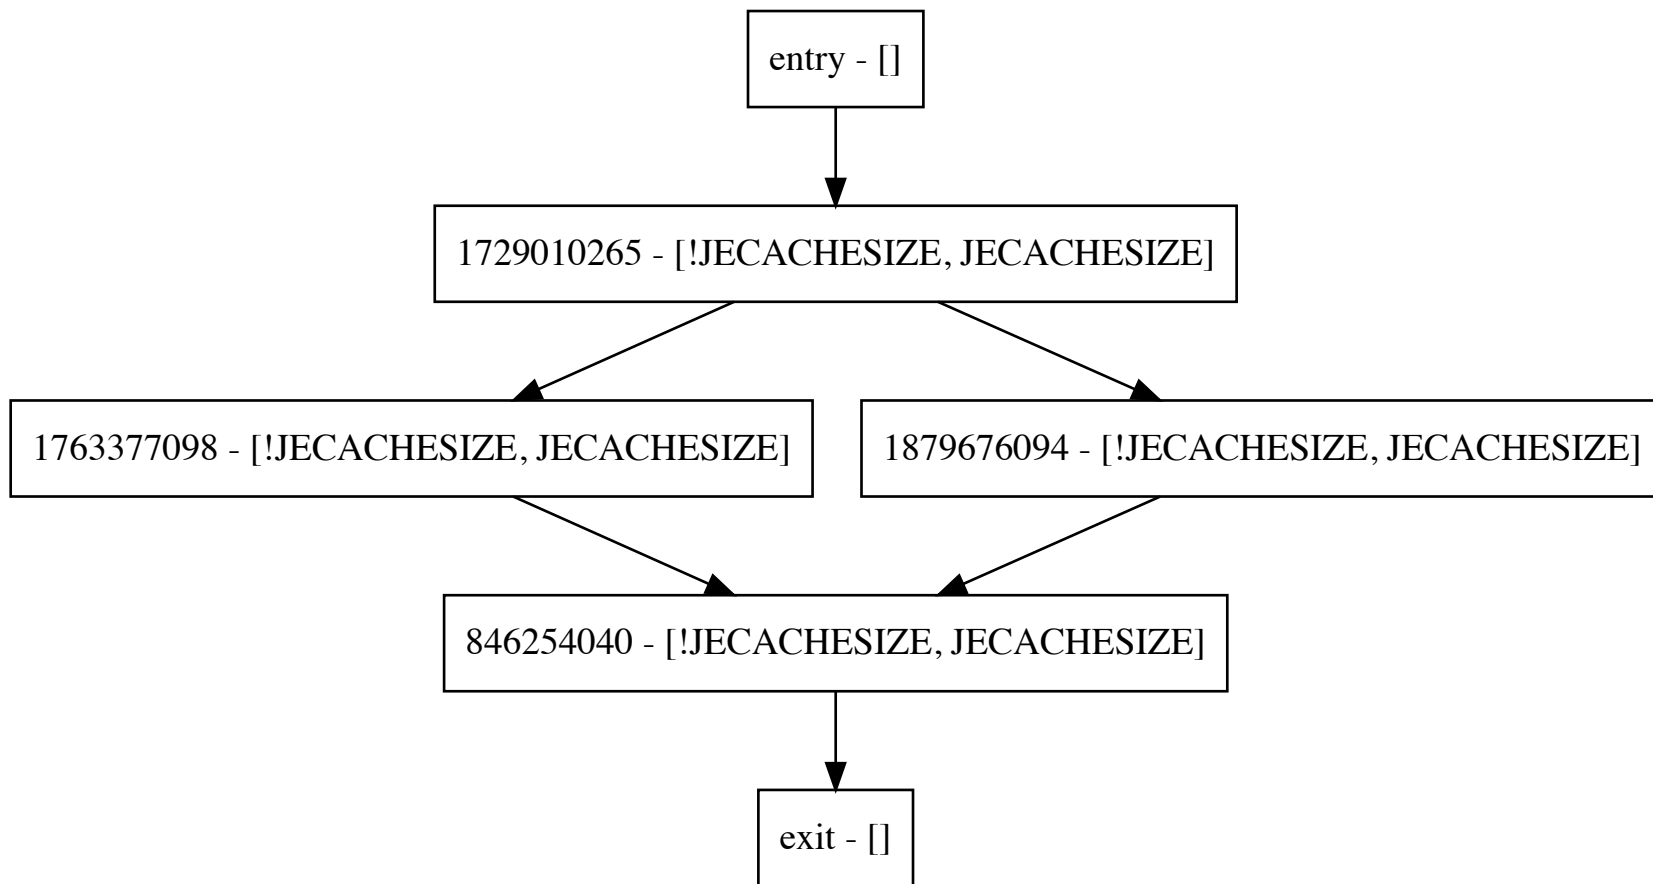 entry - []
1729010265 - [!JECACHESIZE, JECACHESIZE]
1763377098 - [!JECACHESIZE, JECACHESIZE]
1879676094 - [!JECACHESIZE, JECACHESIZE]
846254040 - [!JECACHESIZE, JECACHESIZE]
exit - []